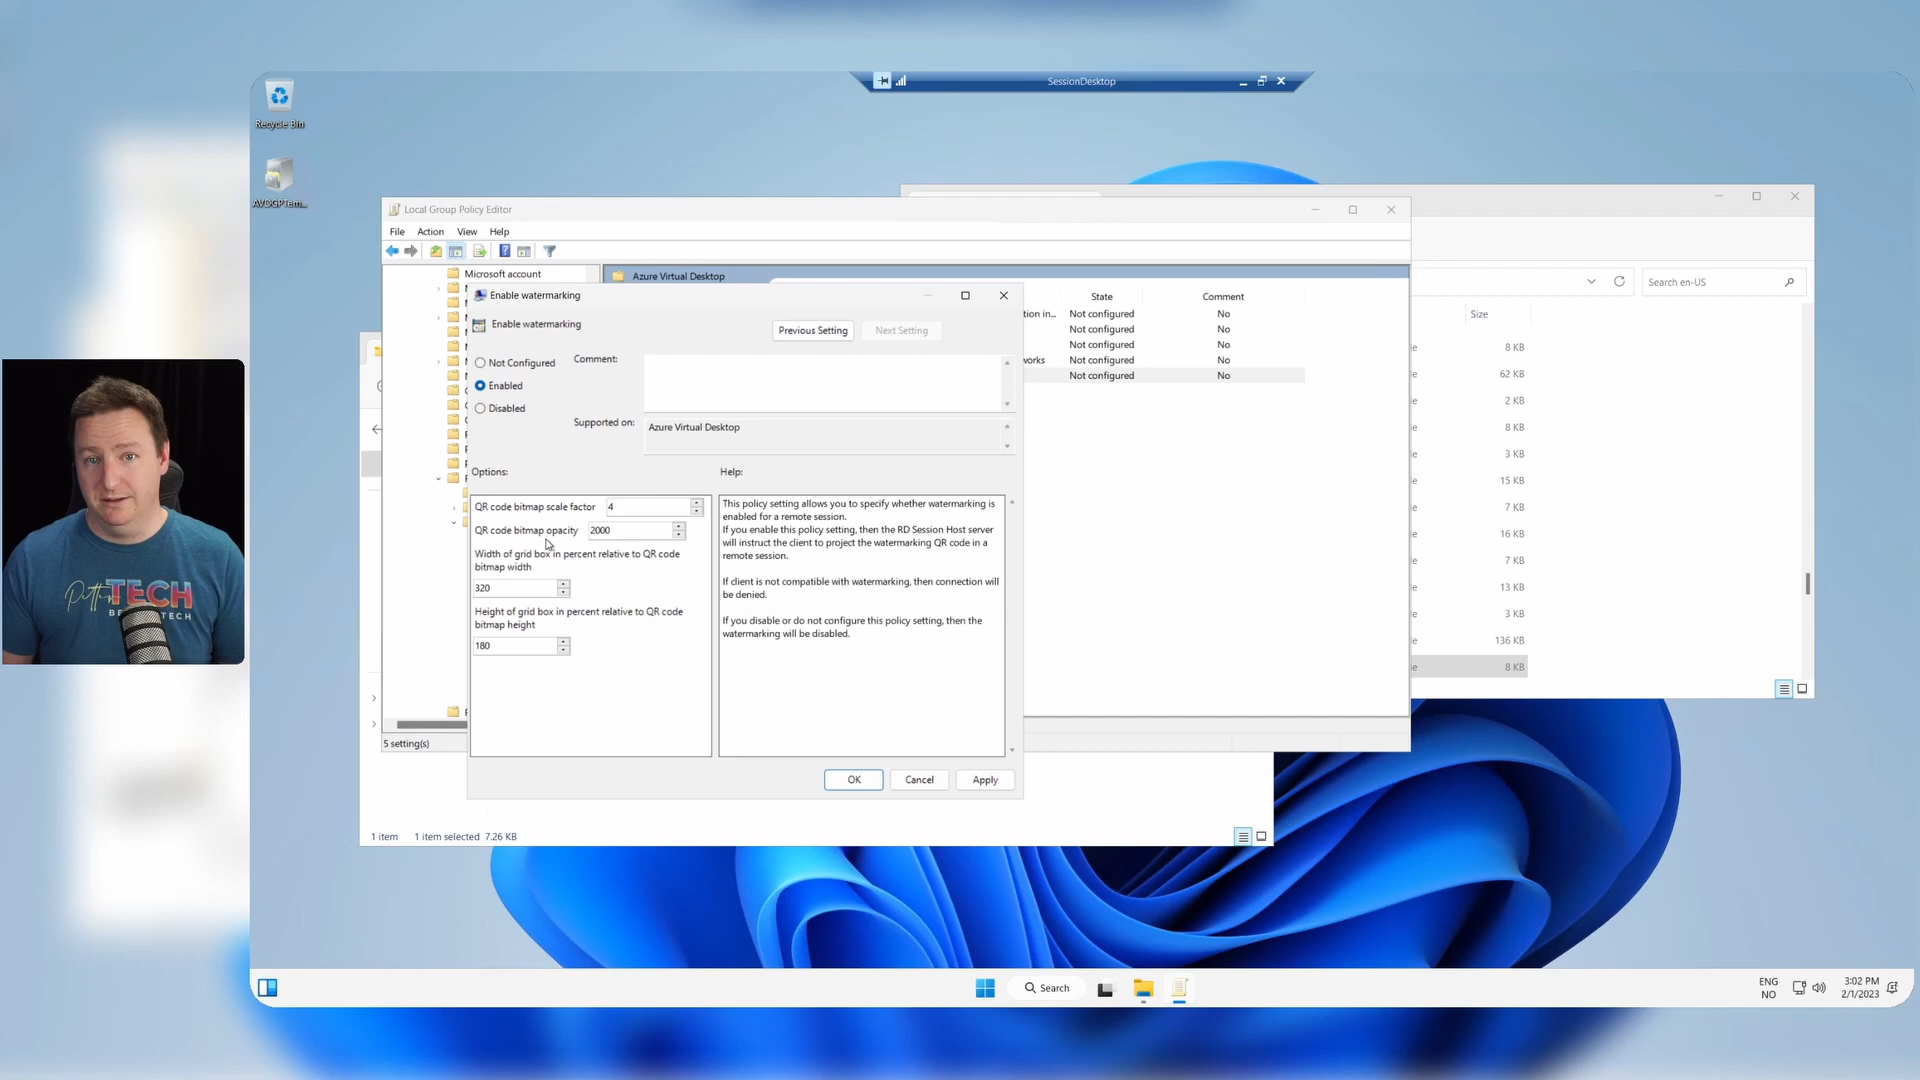 SessionDesktop
Recycle Bin
AVDGPTem...
Local Group Policy Editor
File Action View Help
Microsoft account
Azure Virtual Desktop
Search en-US
Size
State
Comment
Not configured
No
Not configured
Not configured
Not configured
No
Not configured
No
8 KB
62 KB
2 KB
8 KB
3 KB
15 KB
7 KB
16 KB
7 KB
13 KB
3 KB
136 KB
8 KB
Enable watermarking
Enable watermarking
Previous Setting
Next Setting
Not Configured
Enabled
Disabled
Comment:
Supported on:
Azure Virtual Desktop
Options:
Help:
QR code bitmap scale factor 4
QR code bitmap opacity 2000
Width of grid box in percent relative to QR code
bitmap width
320
Height of grid box in percent relative to QR code
bitmap height
180
This policy setting allows you to specify whether watermarking is
enabled for a remote session.
If you enable this policy setting, then the RD Session Host server
will instruct the client to project the watermarking QR code in a
remote session.
If client is not compatible with watermarking, then connection will
be denied.
If you disable or do not configure this policy setting, then the
watermarking will be disabled.
OK
Cancel
Apply
5 setting(s)
1 item 1 item selected 7.26 KB
TECH
Search
ENG
NO
3:02 PM
2/1/2023